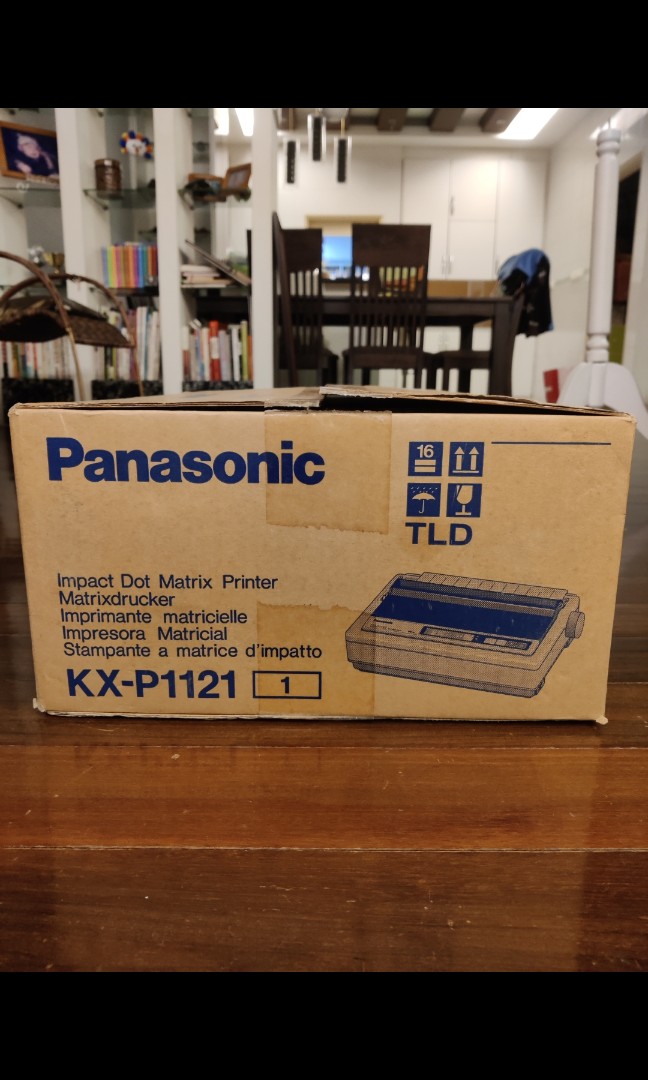 Panasonic
16
TLD
Impact Dot Matrix Printer
Matrixdrucker
Imprimante matricielle
Impresora Matricial
Stampante a matrice d'impatto
KX-P1121 1